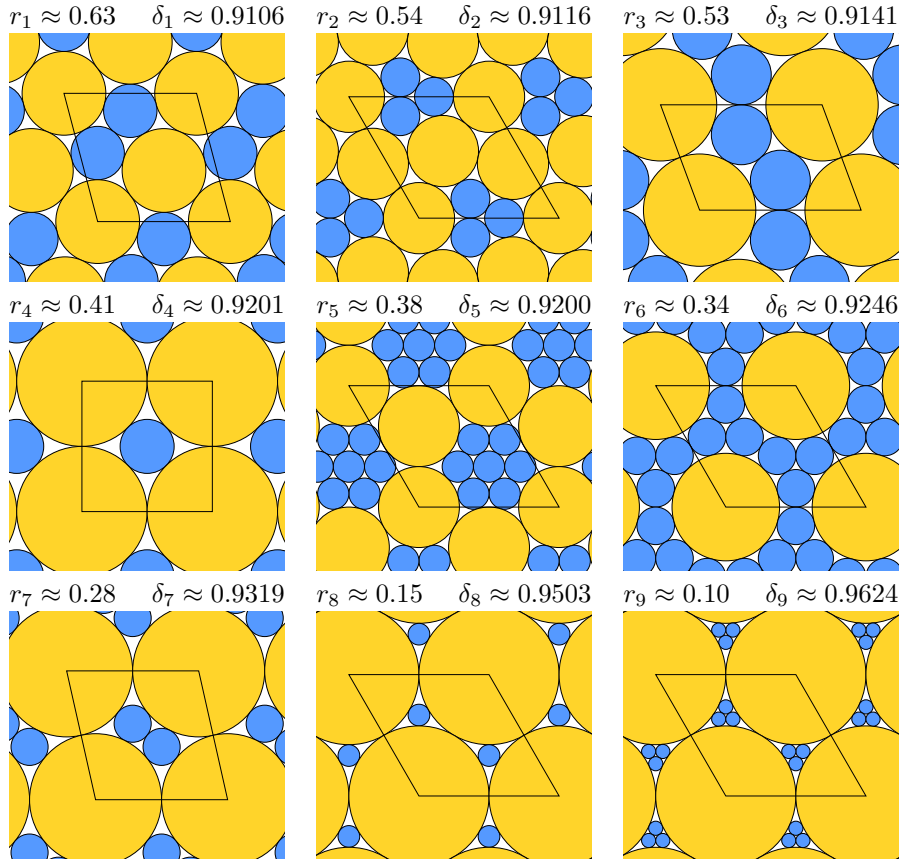 r₁ ≈ 0.63 δ₁ ≈ 0.9106 r₂ ≈ 0.54 δ₂ ≈ 0.9116 r₃ ≈ 0.53 δ₃ ≈ 0.9141
r₄ ≈ 0.41 δ₄ ≈ 0.9201 r₅ ≈ 0.38 δ₅ ≈ 0.9200 r₆ ≈ 0.34 δ₆ ≈ 0.9246
r₇ ≈ 0.28 δ₇ ≈ 0.9319 r₈ ≈ 0.15 δ₈ ≈ 0.9503 r₉ ≈ 0.10 δ₉ ≈ 0.9624